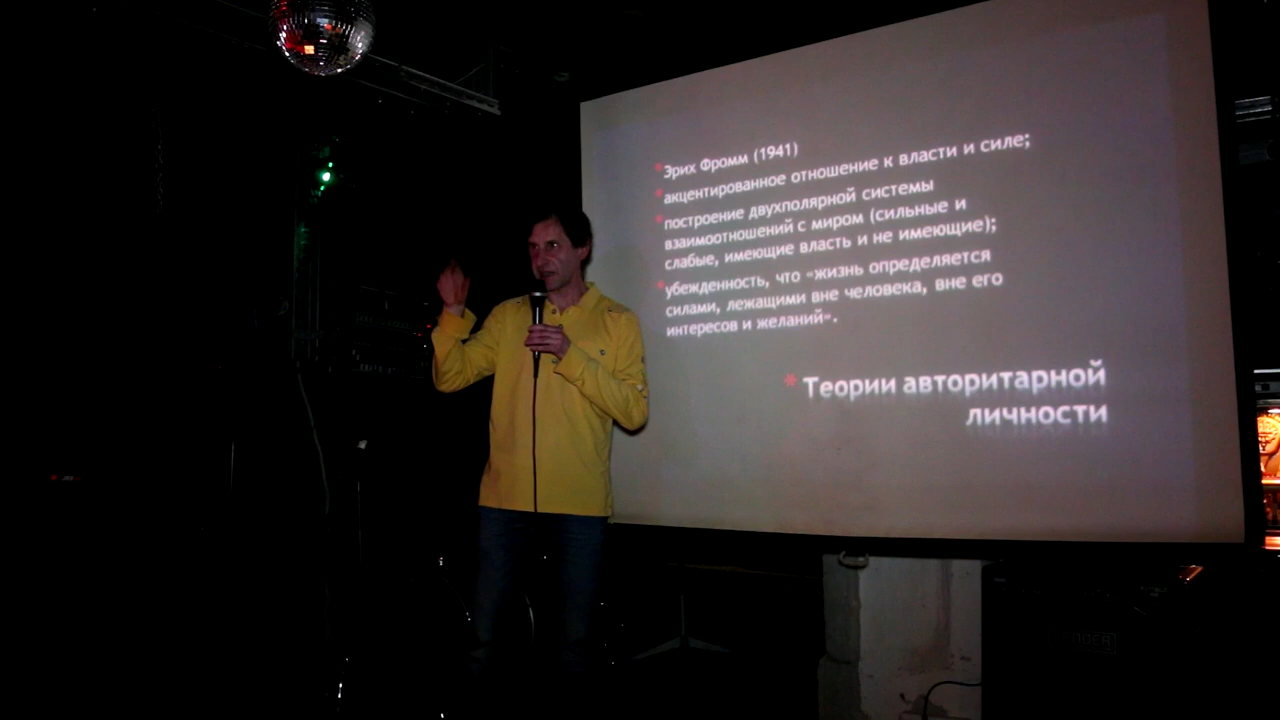 *Эрих Фромм (1941)
*акцентированное отношение к власти и силе;
*построение двухполярной системы
взаимоотношений с миром (сильные и
слабые, имеющие власть и не имеющие);
*убежденность, что «жизнь определяется
силами, лежащими вне человека, вне его
интересов и желаний».
*Теории авторитарной
личности